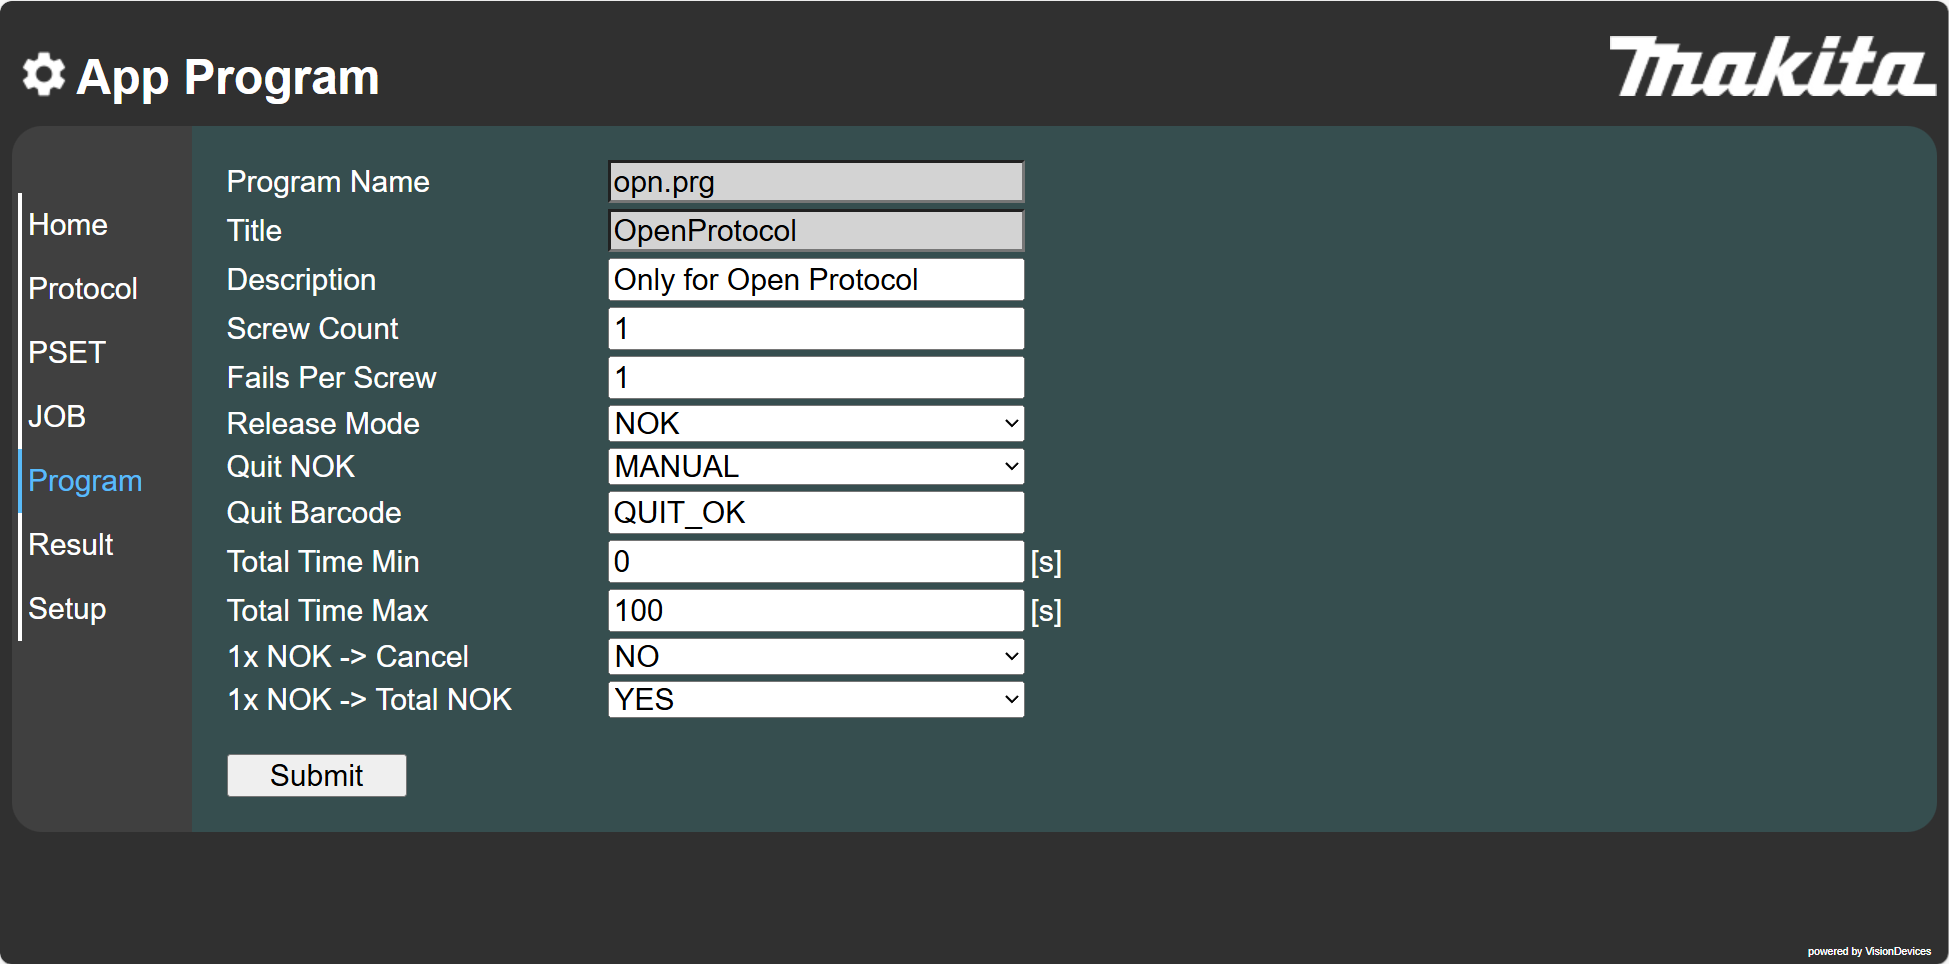 App Program
makita
Home
Protocol
PSET
JOB
Program
Result
Setup
Program Name opn.prg
Title OpenProtocol
Description Only for Open Protocol
Screw Count 1
Fails Per Screw 1
Release Mode NOK
Quit NOK MANUAL
Quit Barcode QUIT_OK
Total Time Min 0 [s]
Total Time Max 100 [s]
1x NOK -> Cancel NO
1x NOK -> Total NOK YES
Submit
powered by VisionDevices